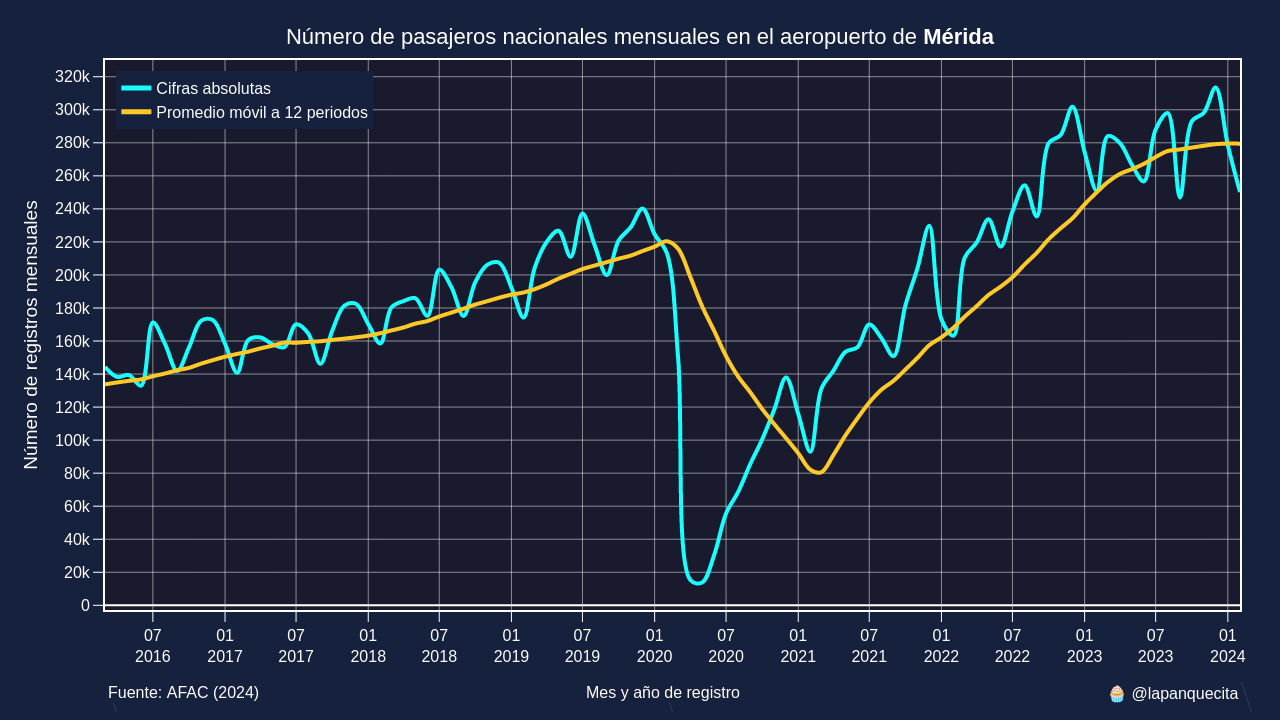 Número de pasajeros nacionales mensuales en el aeropuerto de Mérida
Cifras absolutas
Promedio móvil a 12 periodos
Número de registros mensuales
320k
300k
280k
260k
240k
220k
200k
180k
160k
140k
120k
100k
80k
60k
40k
20k
0
07 01 07 01 07 01 07 01 07 01 07 01 07 01 07 01
2016 2017 2017 2018 2018 2019 2019 2020 2020 2021 2021 2022 2022 2023 2023 2024
Fuente: AFAC (2024) Mes y año de registro 🧁 @lapanquecita